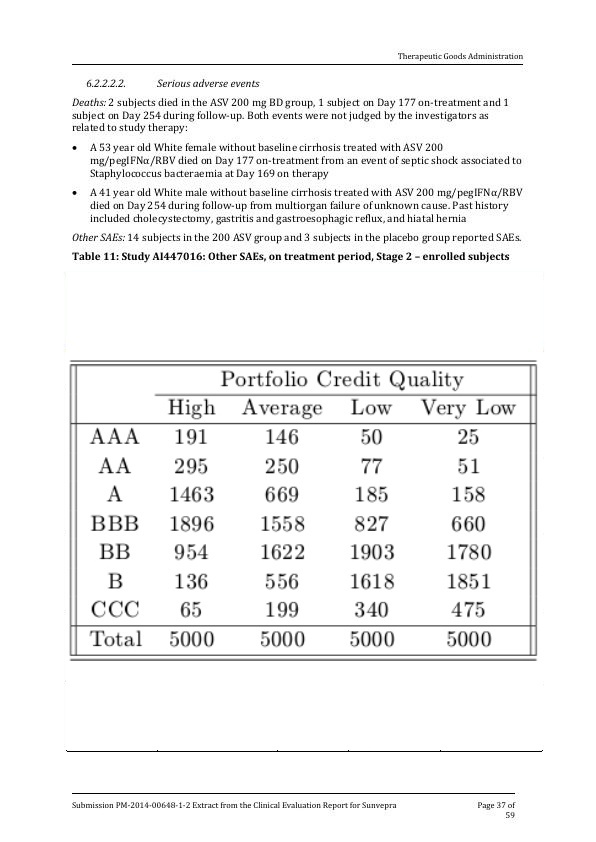 Therapeutic Goods Administration
6.2.2.2.2. Serious adverse events
Deaths: 2 subjects died in the ASV 200 mg BD group, 1 subject on Day 177 on-treatment and 1
subject on Day 254 during follow-up. Both events were not judged by the investigators as
related to study therapy:
• A 53 year old White female without baseline cirrhosis treated with ASV 200
mg/pegIFNα/RBV died on Day 177 on-treatment from an event of septic shock associated to
Staphylococcus bacteraemia at Day 169 on therapy
• A 41 year old White male without baseline cirrhosis treated with ASV 200 mg/pegIFNα/RBV
died on Day 254 during follow-up from multiorgan failure of unknown cause. Past history
included cholecystectomy, gastritis and gastroesophagic reflux, and hiatal hernia
Other SAEs: 14 subjects in the 200 ASV group and 3 subjects in the placebo group reported SAEs.
Table 11: Study AI447016: Other SAEs, on treatment period, Stage 2 – enrolled subjects
Portfolio Credit Quality
High Average Low Very Low
AAA 191 146 50 25
AA 295 250 77 51
A 1463 669 185 158
BBB 1896 1558 827 660
BB 954 1622 1903 1780
B 136 556 1618 1851
CCC 65 199 340 475
Total 5000 5000 5000 5000
Submission PM-2014-00648-1-2 Extract from the Clinical Evaluation Report for Sunvepra Page 37 of
59